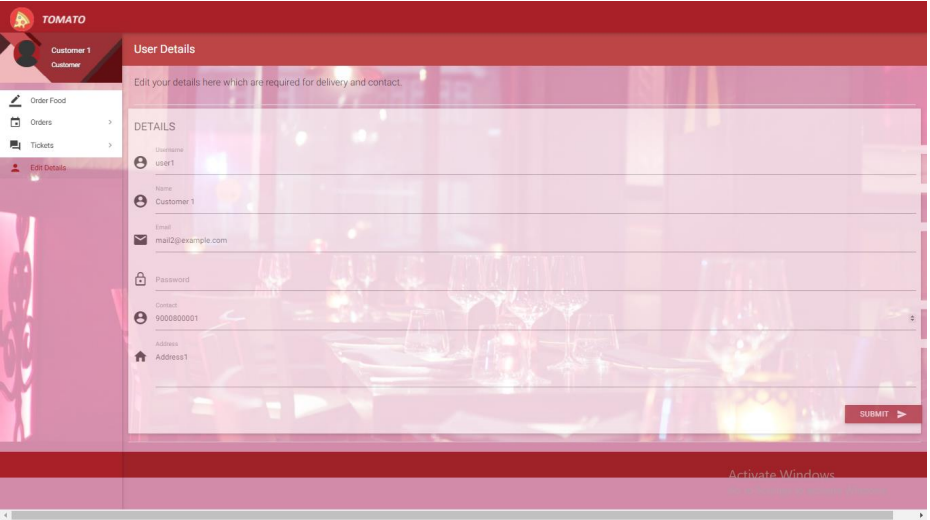 TOMATO
Customer 1
Customer
Order Food
Orders
Tickets
Edit Details
User Details
Edit your details here which are required for delivery and contact.
DETAILS
Username
user1
Name
Customer 1
Email
mail2@example.com
Password
Contact
9000800001
Address
Address1
SUBMIT
Activate Windows